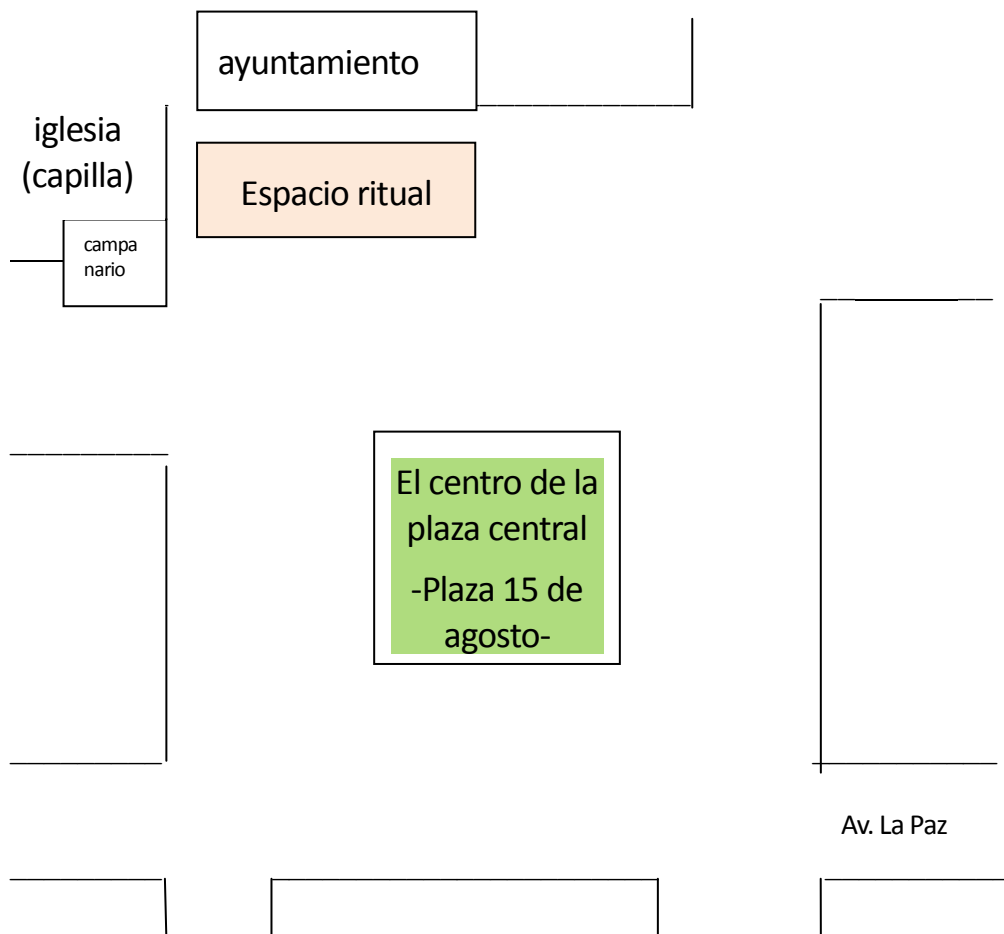 ayuntamiento
iglesia
(capilla)
Espacio ritual
campa
nario
El centro de la
plaza central
-Plaza 15 de
agosto-
Av. La Paz